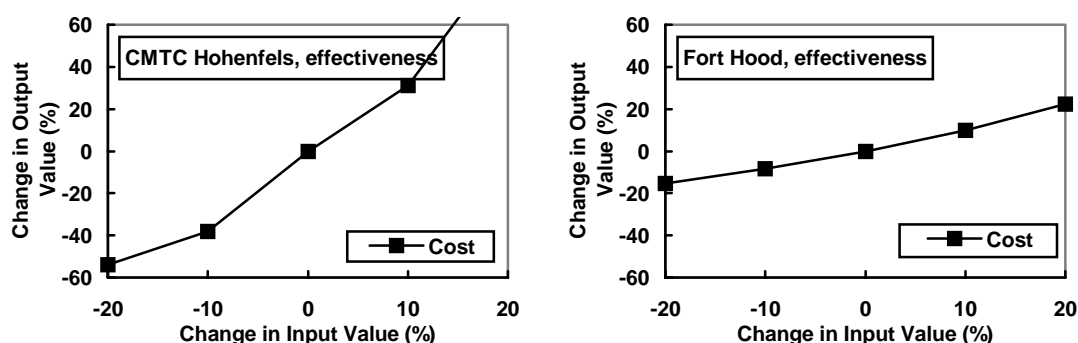 60
40
20
0
-20
-40
-60
Change in Output
Value (%)
CMTC Hohenfels, effectiveness
Cost
-20 -10 0 10 20
Change in Input Value (%)
60
40
20
0
-20
-40
-60
Change in Output
Value (%)
Fort Hood, effectiveness
Cost
-20 -10 0 10 20
Change in Input Value (%)